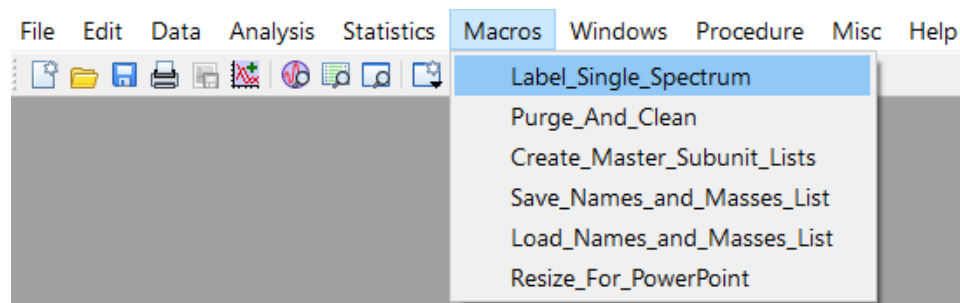 File Edit Data Analysis Statistics Macros Windows Procedure Misc Help
Label_Single_Spectrum
Purge_And_Clean
Create_Master_Subunit_Lists
Save_Names_and_Masses_List
Load_Names_and_Masses_List
Resize_For_PowerPoint